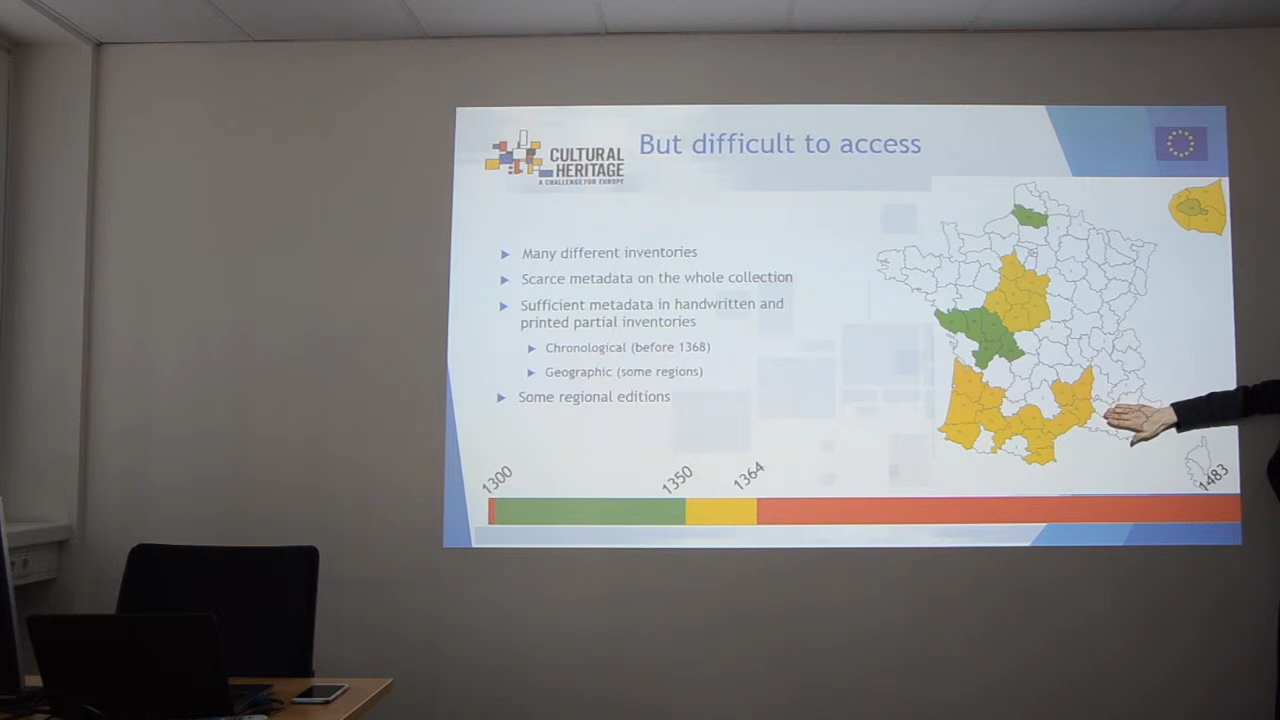 CULTURAL
HERITAGE
A CHALLENGE FOR EUROPE
But difficult to access
Many different inventories
Scarce metadata on the whole collection
Sufficient metadata in handwritten and
printed partial inventories
Chronological (before 1368)
Geographic (some regions)
Some regional editions
1300
1350
1364
1483